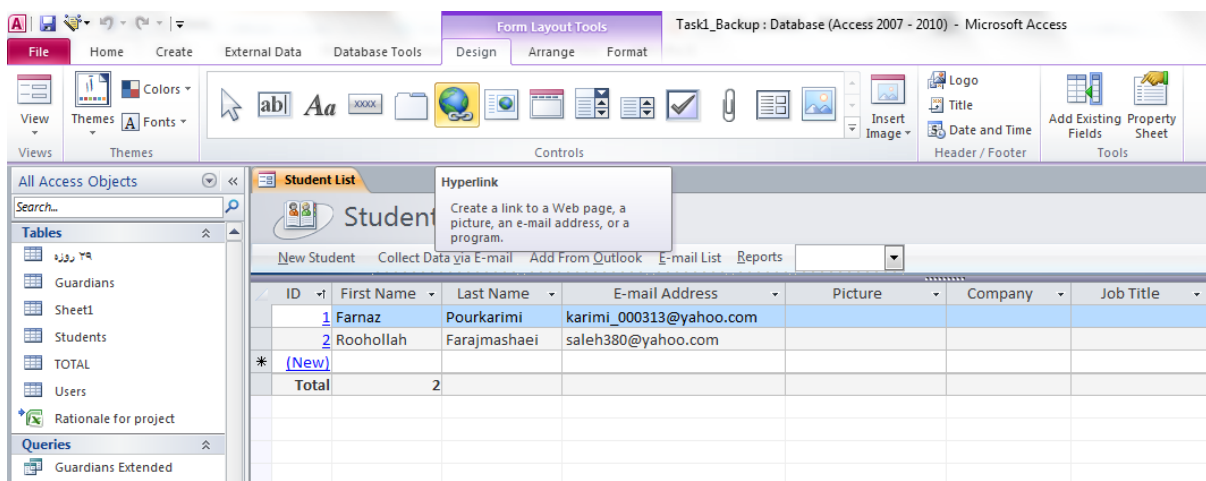 Form Layout Tools
Task1_Backup : Database (Access 2007 - 2010) - Microsoft Access
File Home Create External Data Database Tools Design Arrange Format
View
Themes
Colors
Fonts
ab Aa XXXX
Insert
Image
Logo
Title
Date and Time
Add Existing
Fields
Property
Sheet
Views Themes Controls Header / Footer Tools
All Access Objects
Search...
Tables
۲۹ روزه
Guardians
Sheet1
Students
TOTAL
Users
Rationale for project
Queries
Guardians Extended
Student List
Student
Hyperlink
Create a link to a Web page, a
picture, an e-mail address, or a
program.
New Student Collect Data via E-mail Add From Outlook E-mail List Reports
ID First Name Last Name E-mail Address Picture Company Job Title
1 Farnaz Pourkarimi karimi_000313@yahoo.com
2 Roohollah Farajmashaei saleh380@yahoo.com
(New)
Total 2